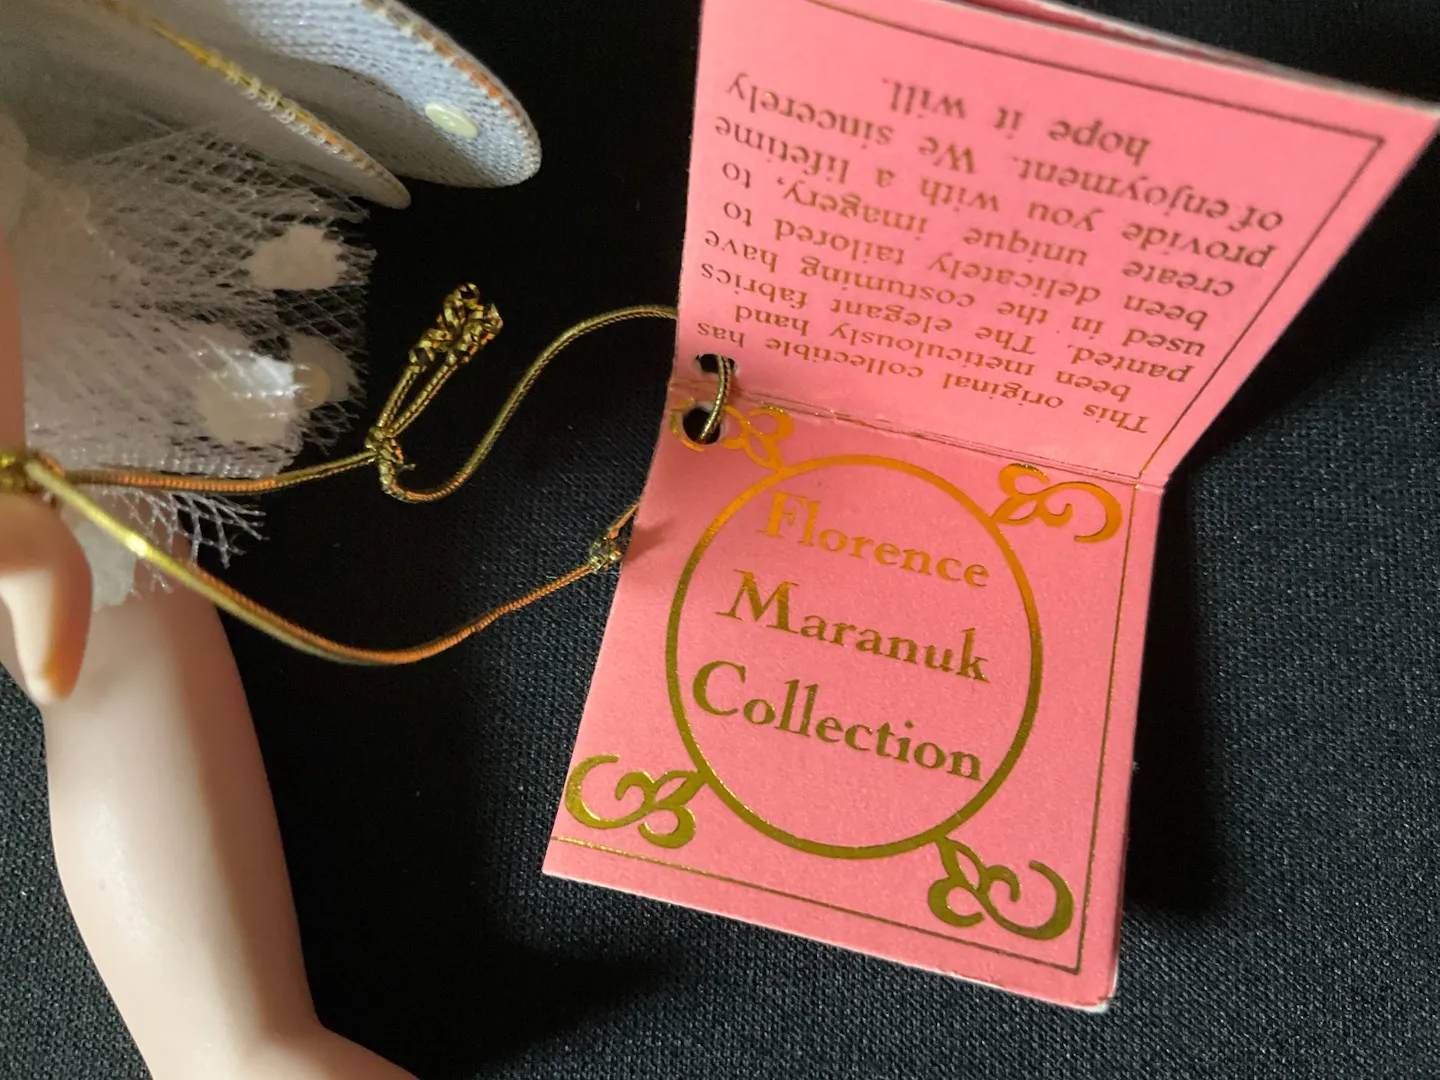 Florence
Maranuk
Collection
This original collectible has
been meticulously hand
panted. The elegant fabrics
used in the costuming have
been delicately tailored to
create unique imagery, to
provide you with a lifetime
of enjoyment. We sincerely
hope it will.